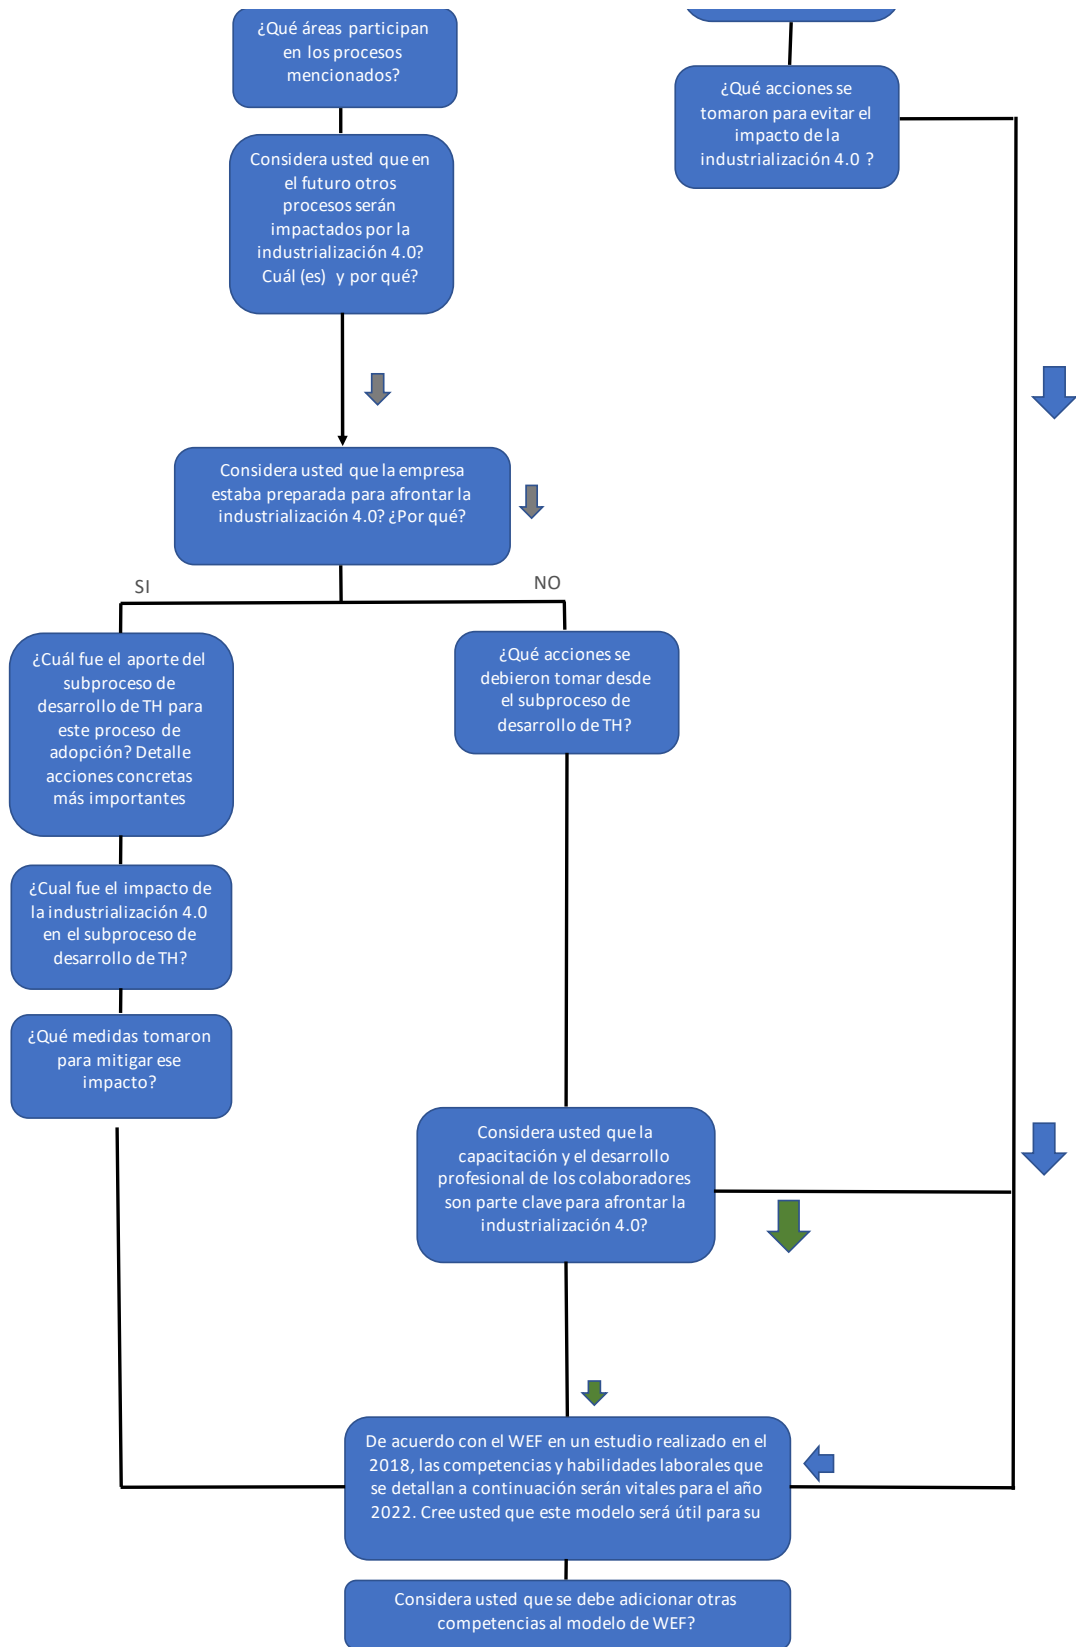 ¿Qué áreas participan
en los procesos
mencionados?
¿Qué acciones se
tomaron para evitar el
impacto de la
industrialización 4.0 ?
Considera usted que en
el futuro otros
procesos serán
impactados por la
industrialización 4.0?
Cuál (es) y por qué?
Considera usted que la empresa
estaba preparada para afrontar la
industrialización 4.0? ¿Por qué?
SI
NO
¿Cuál fue el aporte del
subproceso de
desarrollo de TH para
este proceso de
adopción? Detalle
acciones concretas
más importantes
¿Qué acciones se
debieron tomar desde
el subproceso de
desarrollo de TH?
¿Cual fue el impacto de
la industrialización 4.0
en el subproceso de
desarrollo de TH?
¿Qué medidas tomaron
para mitigar ese
impacto?
Considera usted que la
capacitación y el desarrollo
profesional de los colaboradores
son parte clave para afrontar la
industrialización 4.0?
De acuerdo con el WEF en un estudio realizado en el
2018, las competencias y habilidades laborales que
se detallan a continuación serán vitales para el año
2022. Cree usted que este modelo será útil para su
Considera usted que se debe adicionar otras
competencias al modelo de WEF?